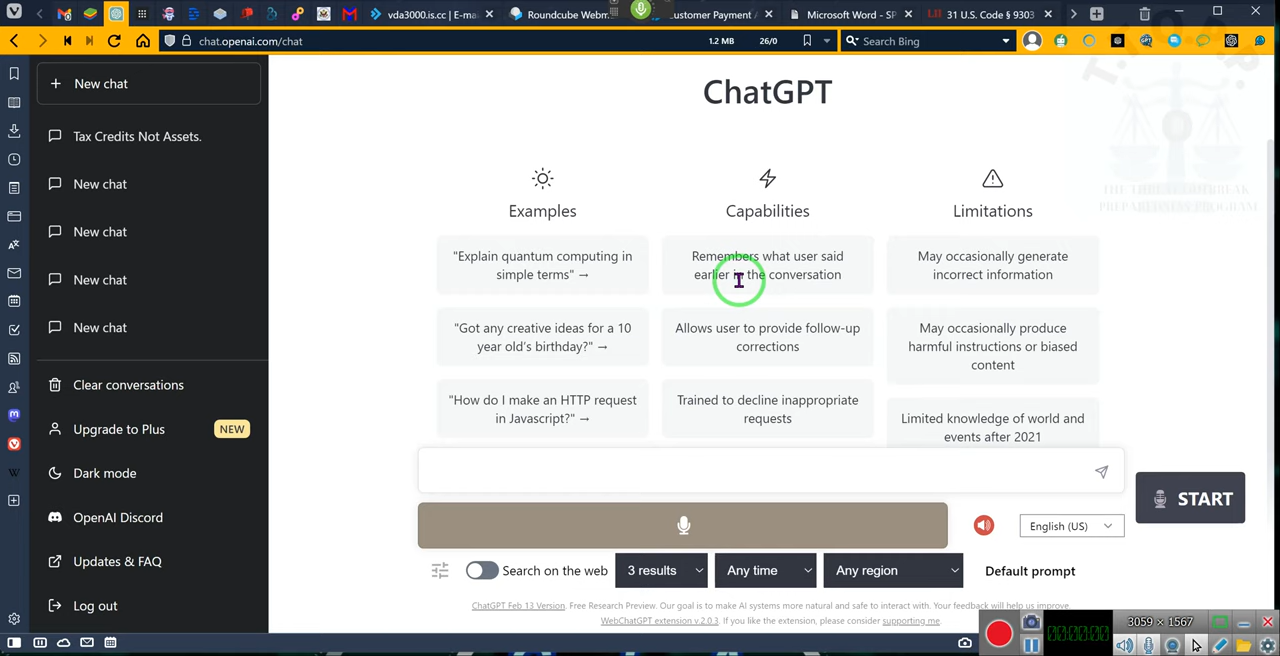 vda3000.is.cc | E-ma
Roundcube Webm
ustomer Payment A
Microsoft Word - SP
31 U.S. Code § 9303
chat.openai.com/chat
1.2 MB
26/0
Search Bing
New chat
Tax Credits Not Assets.
New chat
New chat
New chat
New chat
Clear conversations
Upgrade to Plus
NEW
Dark mode
OpenAI Discord
Updates & FAQ
Log out
ChatGPT
Examples
"Explain quantum computing in
simple terms" →
"Got any creative ideas for a 10
year old's birthday?" →
"How do I make an HTTP request
in Javascript?" →
Capabilities
Remembers what user said
earlier in the conversation
Allows user to provide follow-up
corrections
Trained to decline inappropriate
requests
Limitations
May occasionally generate
incorrect information
May occasionally produce
harmful instructions or biased
content
Limited knowledge of world and
events after 2021
START
English (US)
Search on the web
3 results
Any time
Any region
Default prompt
ChatGPT Feb 13 Version. Free Research Preview. Our goal is to make AI systems more natural and safe to interact with. Your feedback will help us improve.
WebChatGPT extension v.2.0.3. If you like the extension, please consider supporting me.
3059 × 1567
T.T.O.P.P.
THE THREAT OUTBREAK
PREPAREDNESS PROGRAM